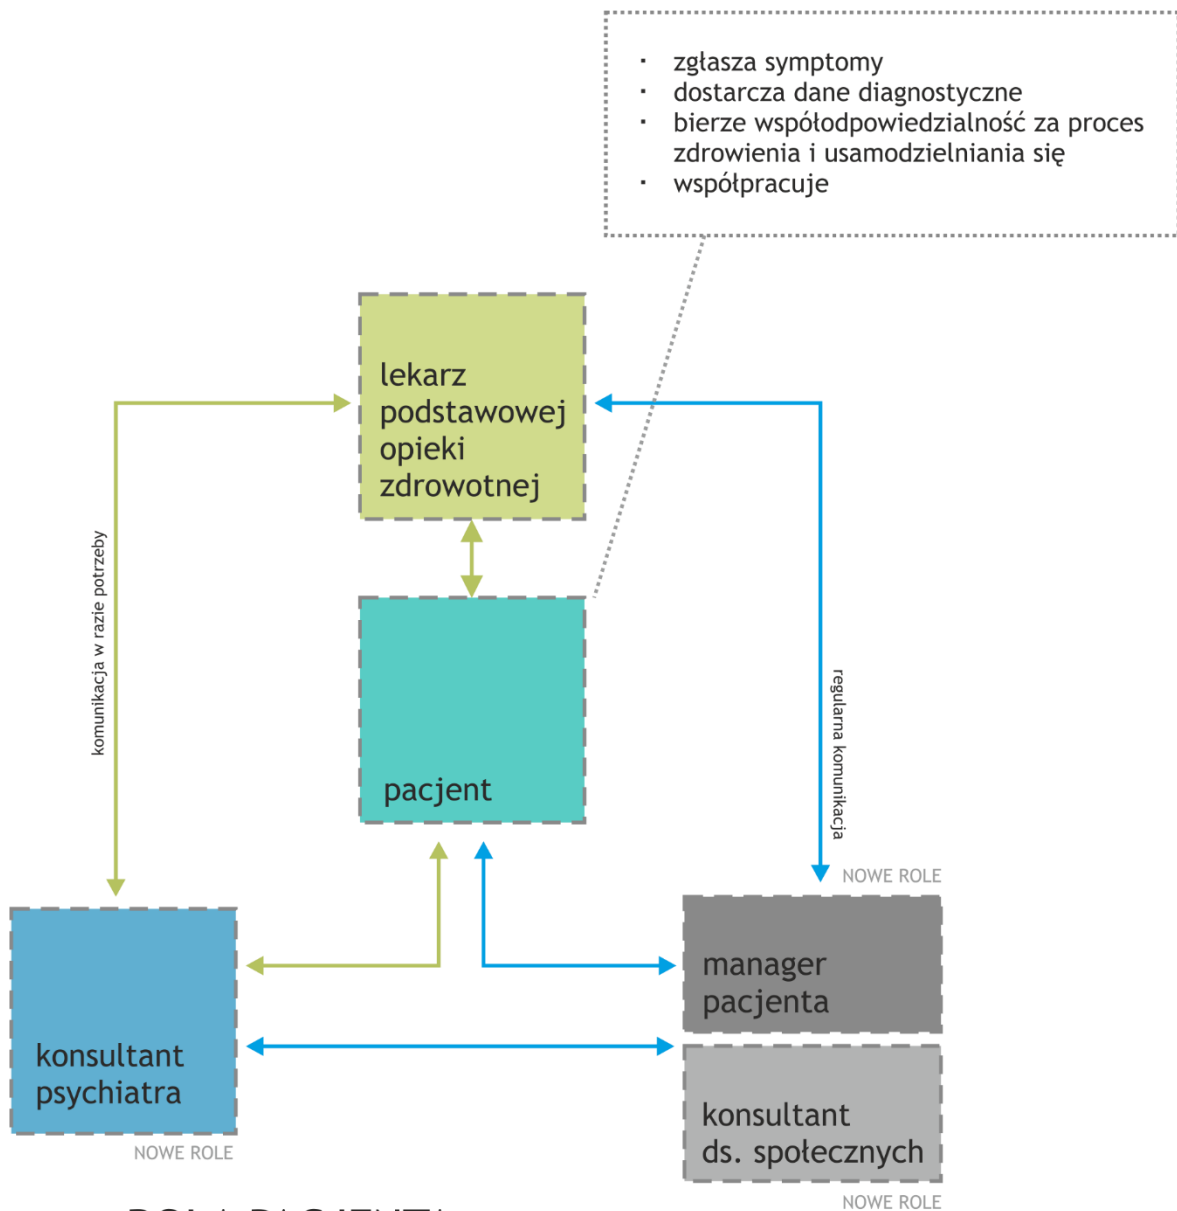 · zgłasza symptomy
· dostarcza dane diagnostyczne
· bierze współodpowiedzialność za proces
zdrowienia i usamodzielniania się
· współpracuje
lekarz
podstawowej
opieki
zdrowotnej
komunikacja w razie potrzeby
pacjent
regularna komunikacja
NOWE ROLE
manager
pacjenta
konsultant
psychiatra
NOWE ROLE
konsultant
ds. społecznych
NOWE ROLE